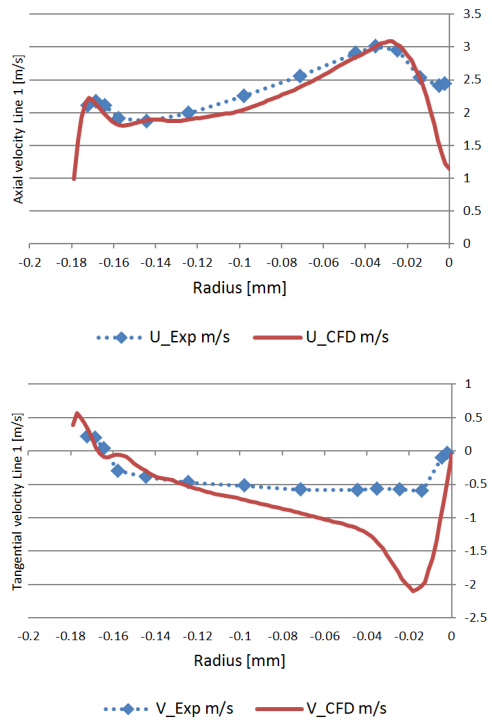 3.5
3
2.5
2
1.5
1
0.5
0
Axial velocity Line 1 [m/s]
-0.2 -0.18 -0.16 -0.14 -0.12 -0.1 -0.08 -0.06 -0.04 -0.02 0
Radius [mm]
U_Exp m/s U_CFD m/s
1
0.5
0
-0.5
-1
-1.5
-2
-2.5
Tangential velocity Line 1 [m/s]
-0.2 -0.18 -0.16 -0.14 -0.12 -0.1 -0.08 -0.06 -0.04 -0.02 0
Radius [mm]
V_Exp m/s V_CFD m/s